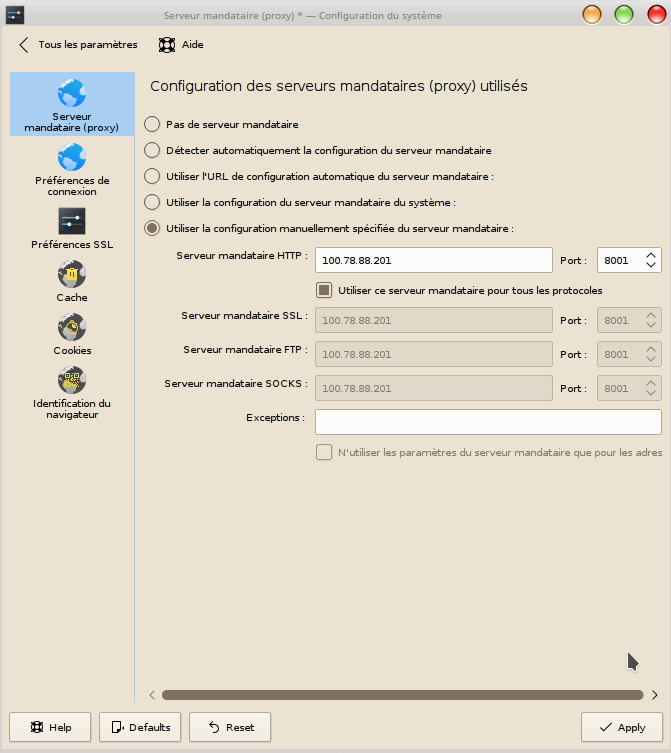 Serveur mandataire (proxy) * — Configuration du système
Tous les paramètres
Aide
Serveur
mandataire (proxy)
Préférences de
connexion
Préférences SSL
Cache
Cookies
Identification du
navigateur
Configuration des serveurs mandataires (proxy) utilisés
Pas de serveur mandataire
Détecter automatiquement la configuration du serveur mandataire
Utiliser l'URL de configuration automatique du serveur mandataire :
Utiliser la configuration du serveur mandataire du système :
Utiliser la configuration manuellement spécifiée du serveur mandataire :
Serveur mandataire HTTP : 100.78.88.201 Port : 8001
Utiliser ce serveur mandataire pour tous les protocoles
Serveur mandataire SSL : 100.78.88.201 Port : 8001
Serveur mandataire FTP : 100.78.88.201 Port : 8001
Serveur mandataire SOCKS : 100.78.88.201 Port : 8001
Exceptions :
N'utiliser les paramètres du serveur mandataire que pour les adres
Help
Defaults
Reset
Apply